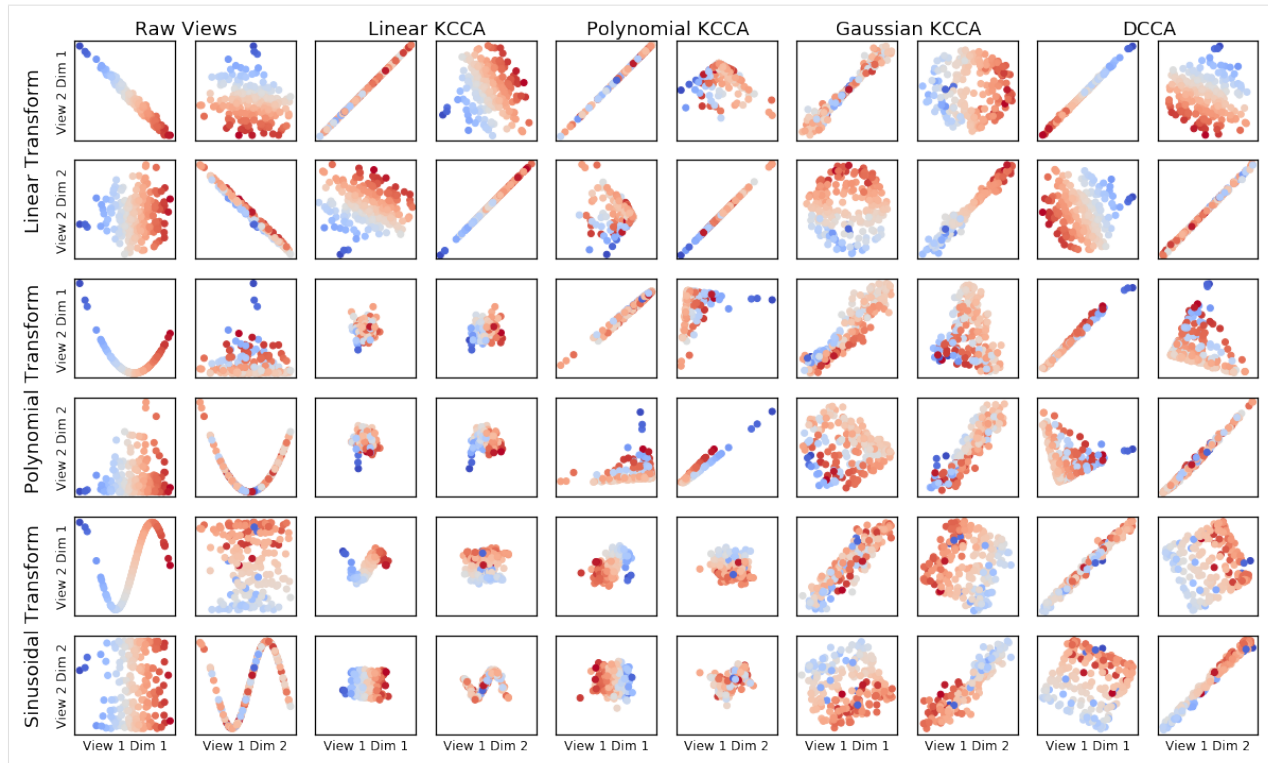 Raw Views Linear KCCA Polynomial KCCA Gaussian KCCA DCCA
Linear Transform
View 2 Dim 1
View 2 Dim 2
Polynomial Transform
View 2 Dim 1
View 2 Dim 2
Sinusoidal Transform
View 2 Dim 1
View 2 Dim 2
View 1 Dim 1 View 1 Dim 2 View 1 Dim 1 View 1 Dim 2 View 1 Dim 1 View 1 Dim 2 View 1 Dim 1 View 1 Dim 2 View 1 Dim 1 View 1 Dim 2